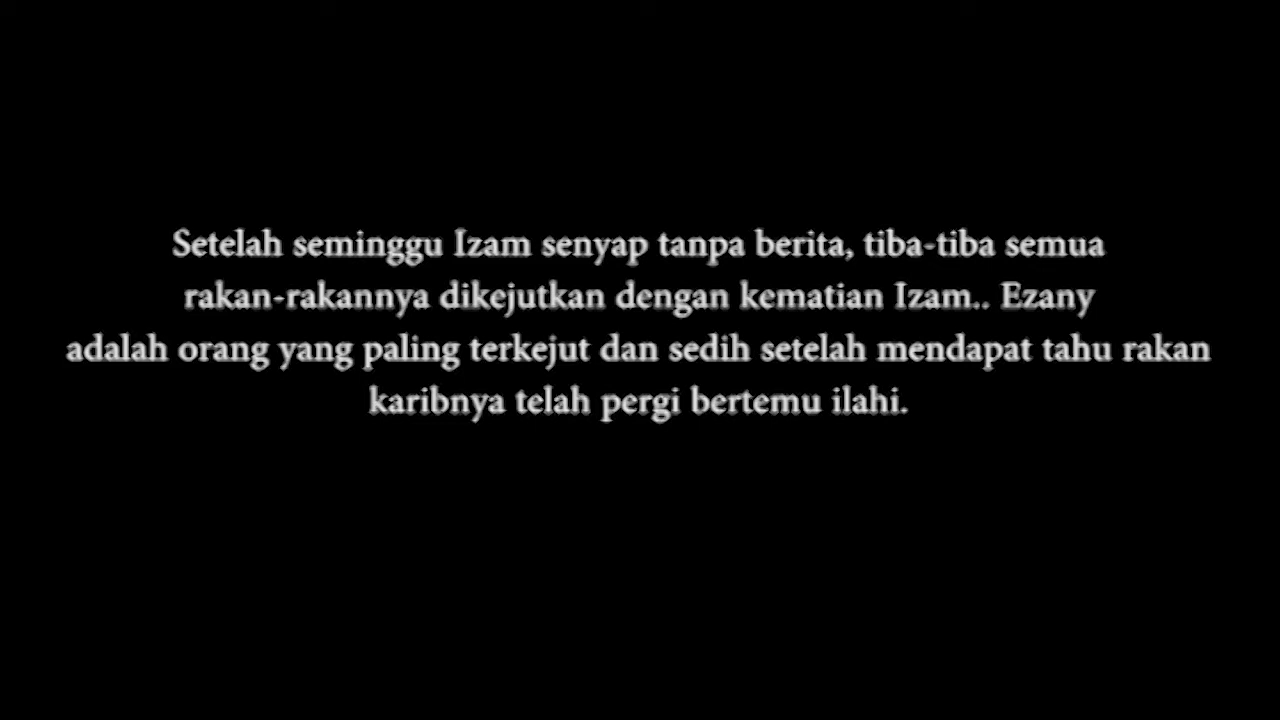 Setelah seminggu Izam senyap tanpa berita, tiba-tiba semua
rakan-rakannya dikejutkan dengan kematian Izam.. Ezany
adalah orang yang paling terkejut dan sedih setelah mendapat tahu rakan
karibnya telah pergi bertemu ilahi.